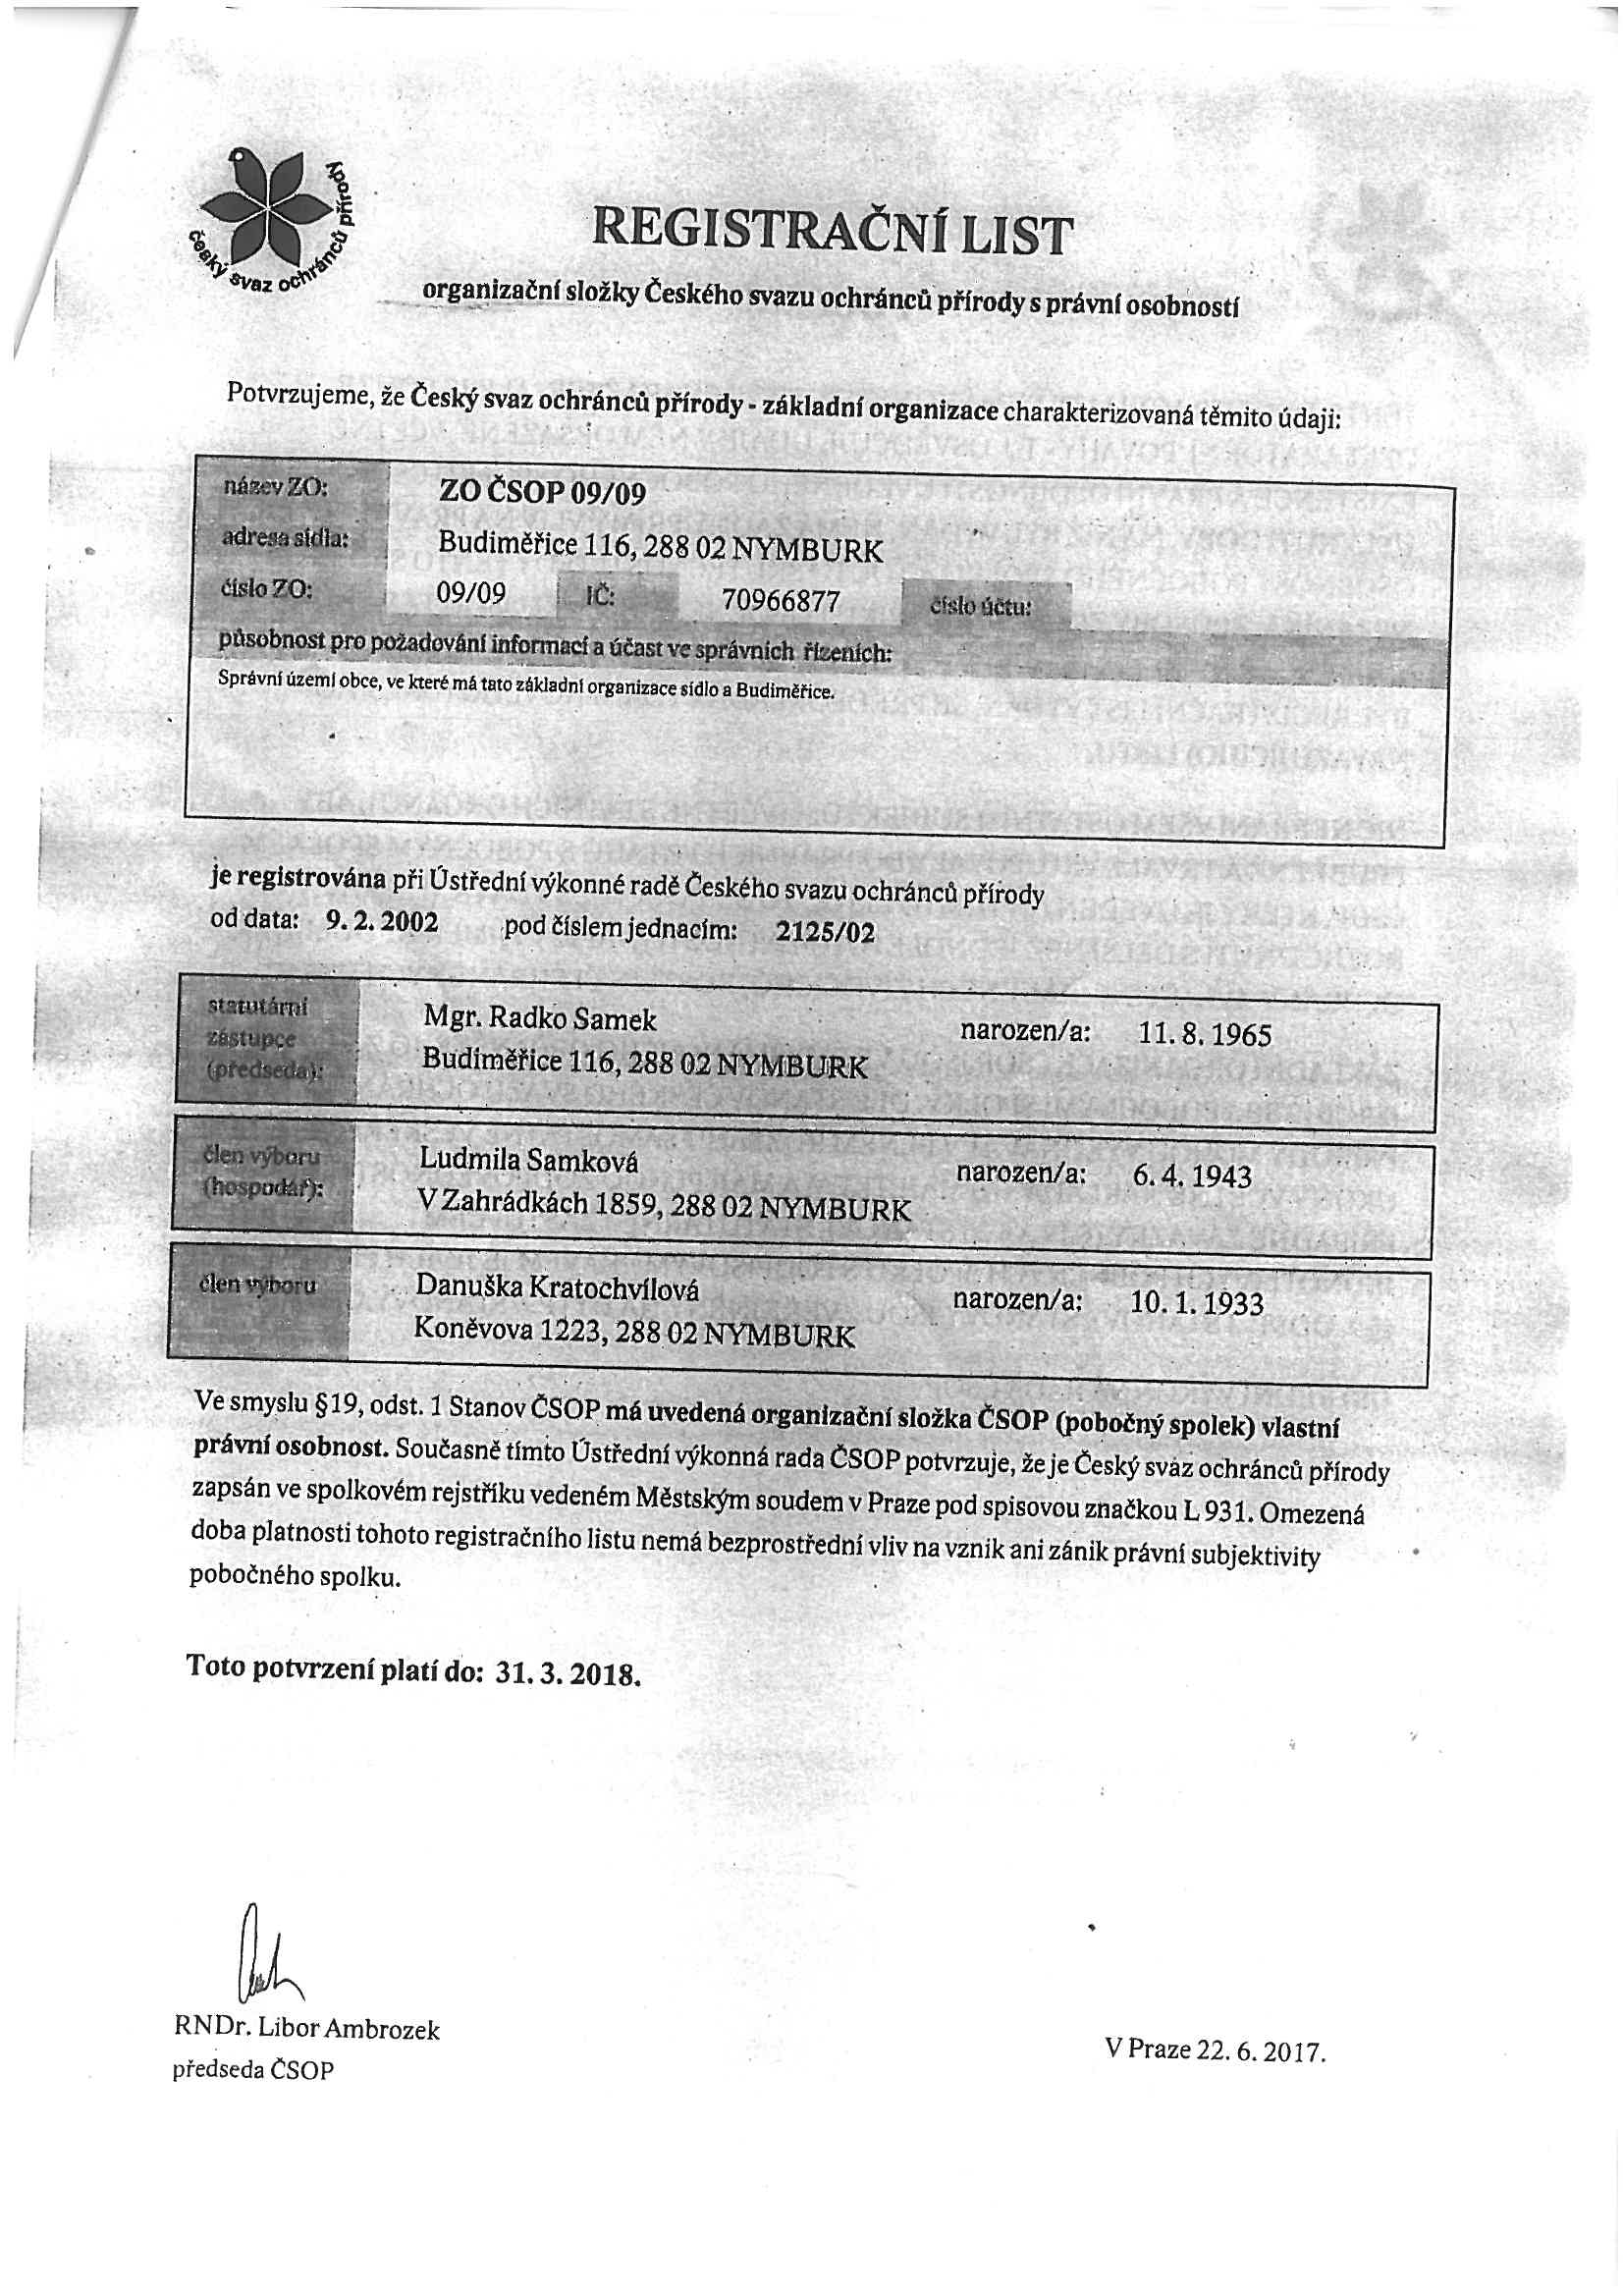 český svaz ochránců přírody
REGISTRAČNÍ LIST
organizační složky Českého svazu ochránců přírody s právní osobností
Potvrzujeme, že Český svaz ochránců přírody - základní organizace charakterizovaná těmito údaji:
název ZO: ZO ČSOP 09/09
adresa sídla: Budiměřice 116, 288 02 NYMBURK
číslo ZO: 09/09 IČ: 70966877 číslo účtu:
působnost pro požadování informací a účast ve správních řízeních:
Správní území obce, ve které má tato základní organizace sídlo a Budiměřice.
je registrována při Ústřední výkonné radě Českého svazu ochránců přírody
od data: 9. 2. 2002 pod číslem jednacím: 2125/02
statutární zástupce (předseda): Mgr. Radko Samek narozen/a: 11. 8. 1965
Budiměřice 116, 288 02 NYMBURK
člen výboru (hospodář): Ludmila Samková narozen/a: 6. 4. 1943
V Zahrádkách 1859, 288 02 NYMBURK
člen výboru Danuška Kratochvílová narozen/a: 10. 1. 1933
Koněvova 1223, 288 02 NYMBURK
Ve smyslu §19, odst. 1 Stanov ČSOP má uvedená organizační složka ČSOP (pobočný spolek) vlastní
právní osobnost. Současně tímto Ústřední výkonná rada ČSOP potvrzuje, že je Český svaz ochránců přírody
zapsán ve spolkovém rejstříku vedeném Městským soudem v Praze pod spisovou značkou L 931. Omezená
doba platnosti tohoto registračního listu nemá bezprostřední vliv na vznik ani zánik právní subjektivity
pobočného spolku.
Toto potvrzení platí do: 31. 3. 2018.
RNDr. Libor Ambrozek
předseda ČSOP
V Praze 22. 6. 2017.